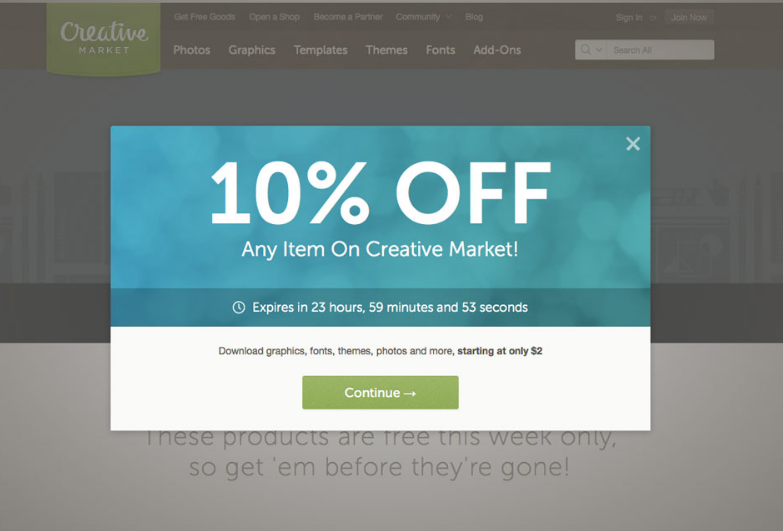 Creative
MARKET
Get Free Goods Open a Shop Become a Partner Community Blog
Sign in or Join Now
Photos Graphics Templates Themes Fonts Add-Ons
Search All
10% OFF
Any Item On Creative Market!
Expires in 23 hours, 59 minutes and 53 seconds
Download graphics, fonts, themes, photos and more, starting at only $2
Continue →
These products are free this week only,
so get 'em before they're gone!